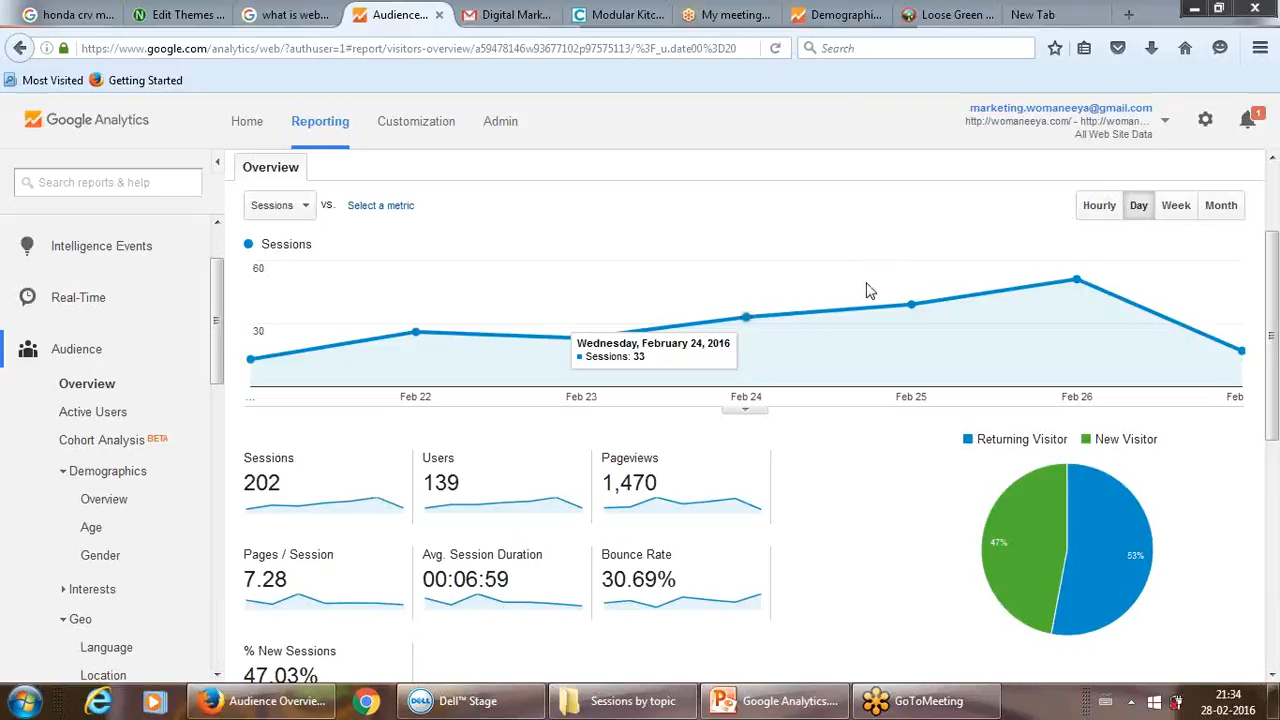 honda crv m...
Edit Themes ...
what is web...
Audience...
Digital Mark...
Modular Kitc...
My meeting...
Demographi...
Loose Green ...
New Tab
https://www.google.com/analytics/web/?authuser=1#report/visitors-overview/a59478146w93677102p97575113/%3F_u.date00%3D20
Search
Most Visited
Getting Started
Google Analytics
Home
Reporting
Customization
Admin
marketing.womaneeya@gmail.com
http://womaneeya.com/ - http://woman...
All Web Site Data
1
Search reports & help
Overview
Sessions
VS.
Select a metric
Hourly
Day
Week
Month
Intelligence Events
Real-Time
Audience
Overview
Active Users
Cohort Analysis BETA
Demographics
Overview
Age
Gender
Interests
Geo
Language
Location
Sessions
60
30
Wednesday, February 24, 2016
Sessions: 33
...
Feb 22
Feb 23
Feb 24
Feb 25
Feb 26
Feb
Returning Visitor
New Visitor
47%
53%
Sessions
202
Users
139
Pageviews
1,470
Pages / Session
7.28
Avg. Session Duration
00:06:59
Bounce Rate
30.69%
% New Sessions
47.03%
Audience Overvie...
DELL
Dell™ Stage
Sessions by topic
Google Analytics....
GoToMeeting
21:34
28-02-2016